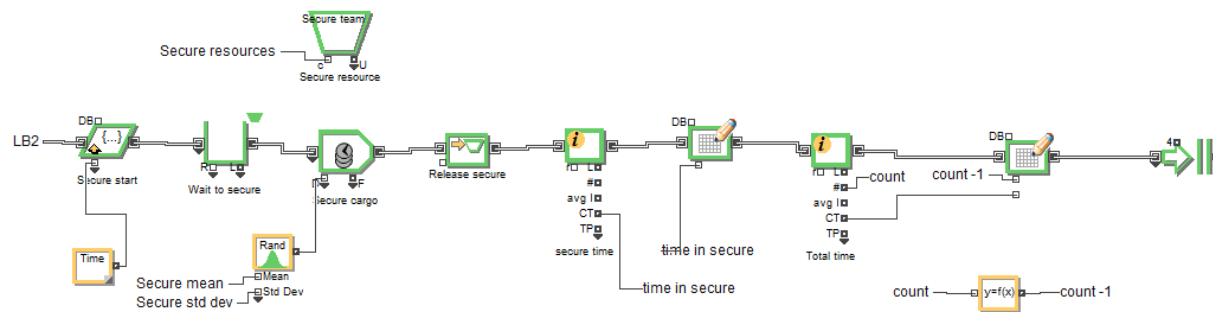 Secure team
Secure resources
c U
Secure resource
LB2
DB
{...}
Secure start
R L
Wait to secure
D F
Secure cargo
Release secure
i
r L
#
avg l
CT
TP
secure time
DB
time in secure
time in secure
i
r L
#
count
avg l
CT
TP
Total time
DB
count -1
4
Time
Rand
Mean
Secure mean
Std Dev
Secure std dev
count
y=f(x)
count -1